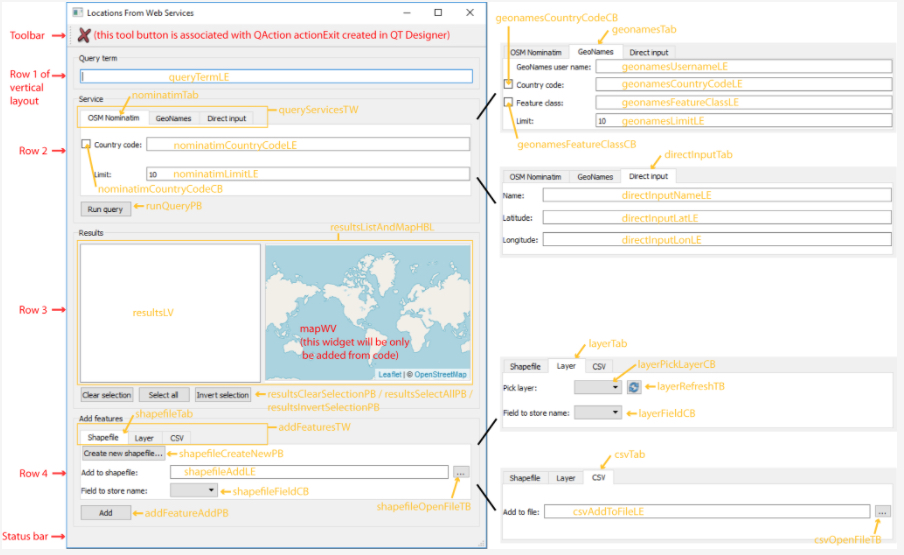 Locations From Web Services
Toolbar
(this tool button is associated with QAction actionExit created in QT Designer)
Row 1 of
vertical
layout
Query term
queryTermLE
nominatimTab
Service
queryServicesTW
OSM Nominatim GeoNames Direct input
Row 2
Country code: nominatimCountryCodeLE
Limit: 10 nominatimLimitLE
nominatimCountryCodeCB
Run query runQueryPB
resultsListAndMapHBL
Results
Row 3
resultsLV
mapWV
(this widget will be only
be added from code)
Leaflet | © OpenStreetMap
Clear selection Select all Invert selection
resultsClearSelectionPB / resultsSelectAllPB /
resultsInvertSelectionPB
shapefileTab
Add features
addFeaturesTW
Shapefile Layer CSV
Create new shapefile... shapefileCreateNewPB
Row 4
Add to shapefile: shapefileAddLE ...
Field to store name: shapefileFieldCB
shapefileOpenFileTB
Add addFeatureAddPB
Status bar
geonamesCountryCodeCB
geonamesTab
OSM Nominatim GeoNames Direct input
GeoNames user name: geonamesUsernameLE
Country code: geonamesCountryCodeLE
Feature class: geonamesFeatureClassLE
Limit: 10 geonamesLimitLE
geonamesFeatureClassCB
directInputTab
OSM Nominatim GeoNames Direct input
Name: directInputNameLE
Latitude: directInputLatLE
Longitude: directInputLonLE
layerTab
Shapefile Layer CSV
layerPickLayerCB
Pick layer: layerRefreshTB
Field to store name: layerFieldCB
csvTab
Shapefile Layer CSV
Add to file: csvAddToFileLE ...
csvOpenFileTB